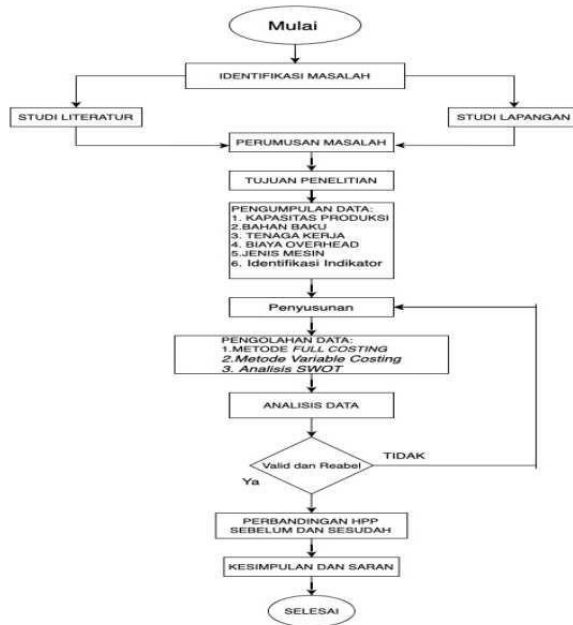 Mulai
IDENTIFIKASI MASALAH
STUDI LITERATUR
STUDI LAPANGAN
PERUMUSAN MASALAH
TUJUAN PENELITIAN
PENGUMPULAN DATA:
1. KAPASITAS PRODUKSI
2.BAHAN BAKU
3. TENAGA KERJA
4. BIAYA OVERHEAD
5.JENIS MESIN
6. Identifikasi Indikator
Penyusunan
PENGOLAHAN DATA:
1.METODE FULL COSTING
2.Metode Variable Costing
3. Analisis SWOT
ANALISIS DATA
Valid dan Reabel
TIDAK
Ya
PERBANDINGAN HPP
SEBELUM DAN SESUDAH
KESIMPULAN DAN SARAN
SELESAI